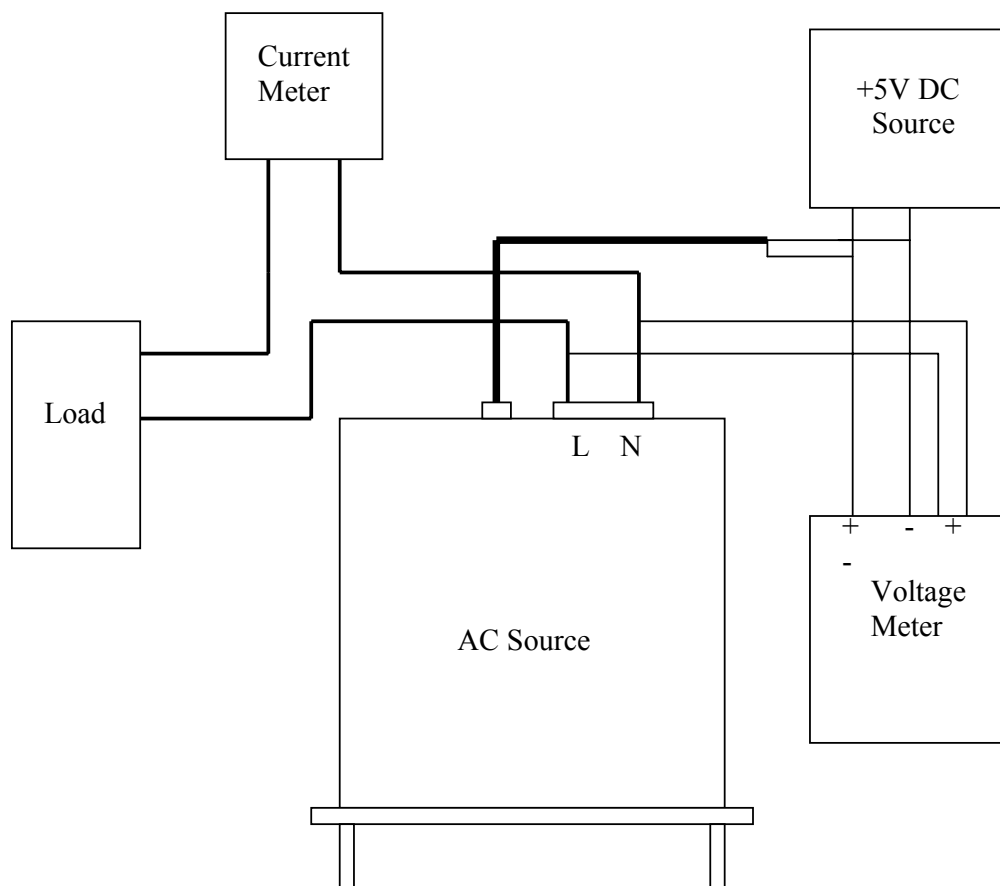 Current
Meter
+5V DC
Source
Load
L N
+ - +
-
Voltage
Meter
AC Source